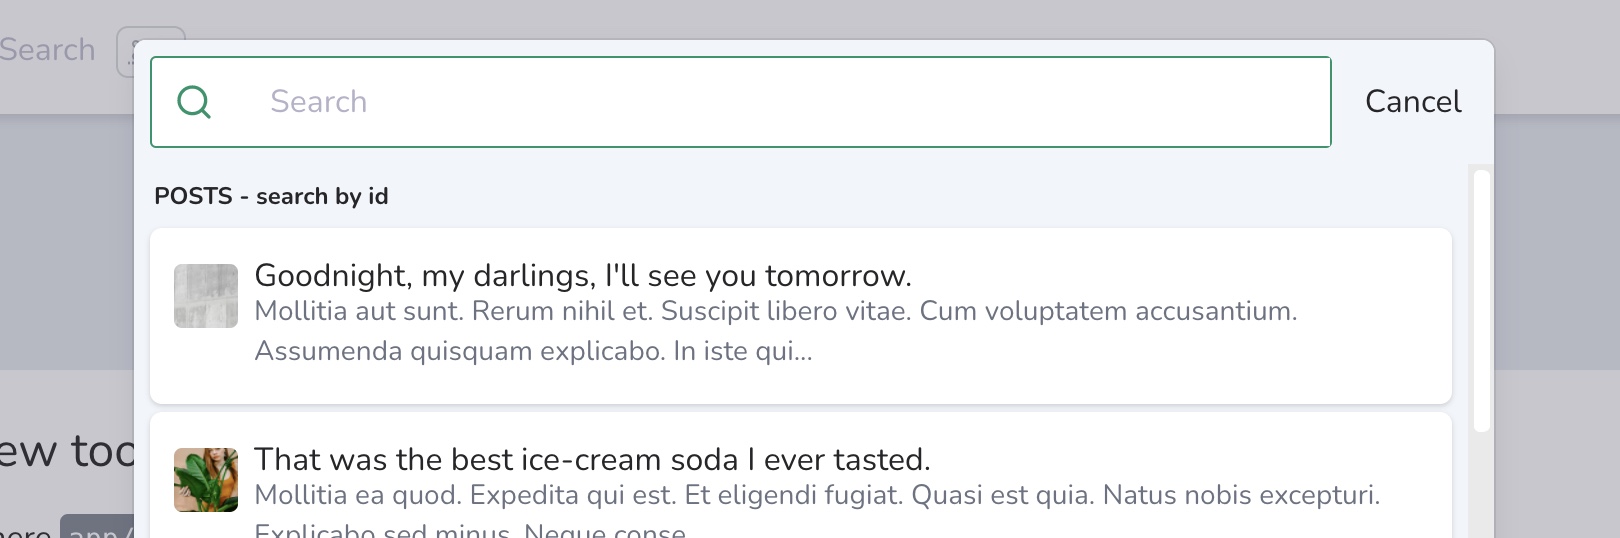 Search
Search
Cancel
POSTS - search by id
Goodnight, my darlings, I'll see you tomorrow.
Mollitia aut sunt. Rerum nihil et. Suscipit libero vitae. Cum voluptatem accusantium.
Assumenda quisquam explicabo. In iste qui...
That was the best ice-cream soda I ever tasted.
Mollitia ea quod. Expedita qui est. Et eligendi fugiat. Quasi est quia. Natus nobis excepturi.
Explicabo sed minus. Neque conse
ew too
app/